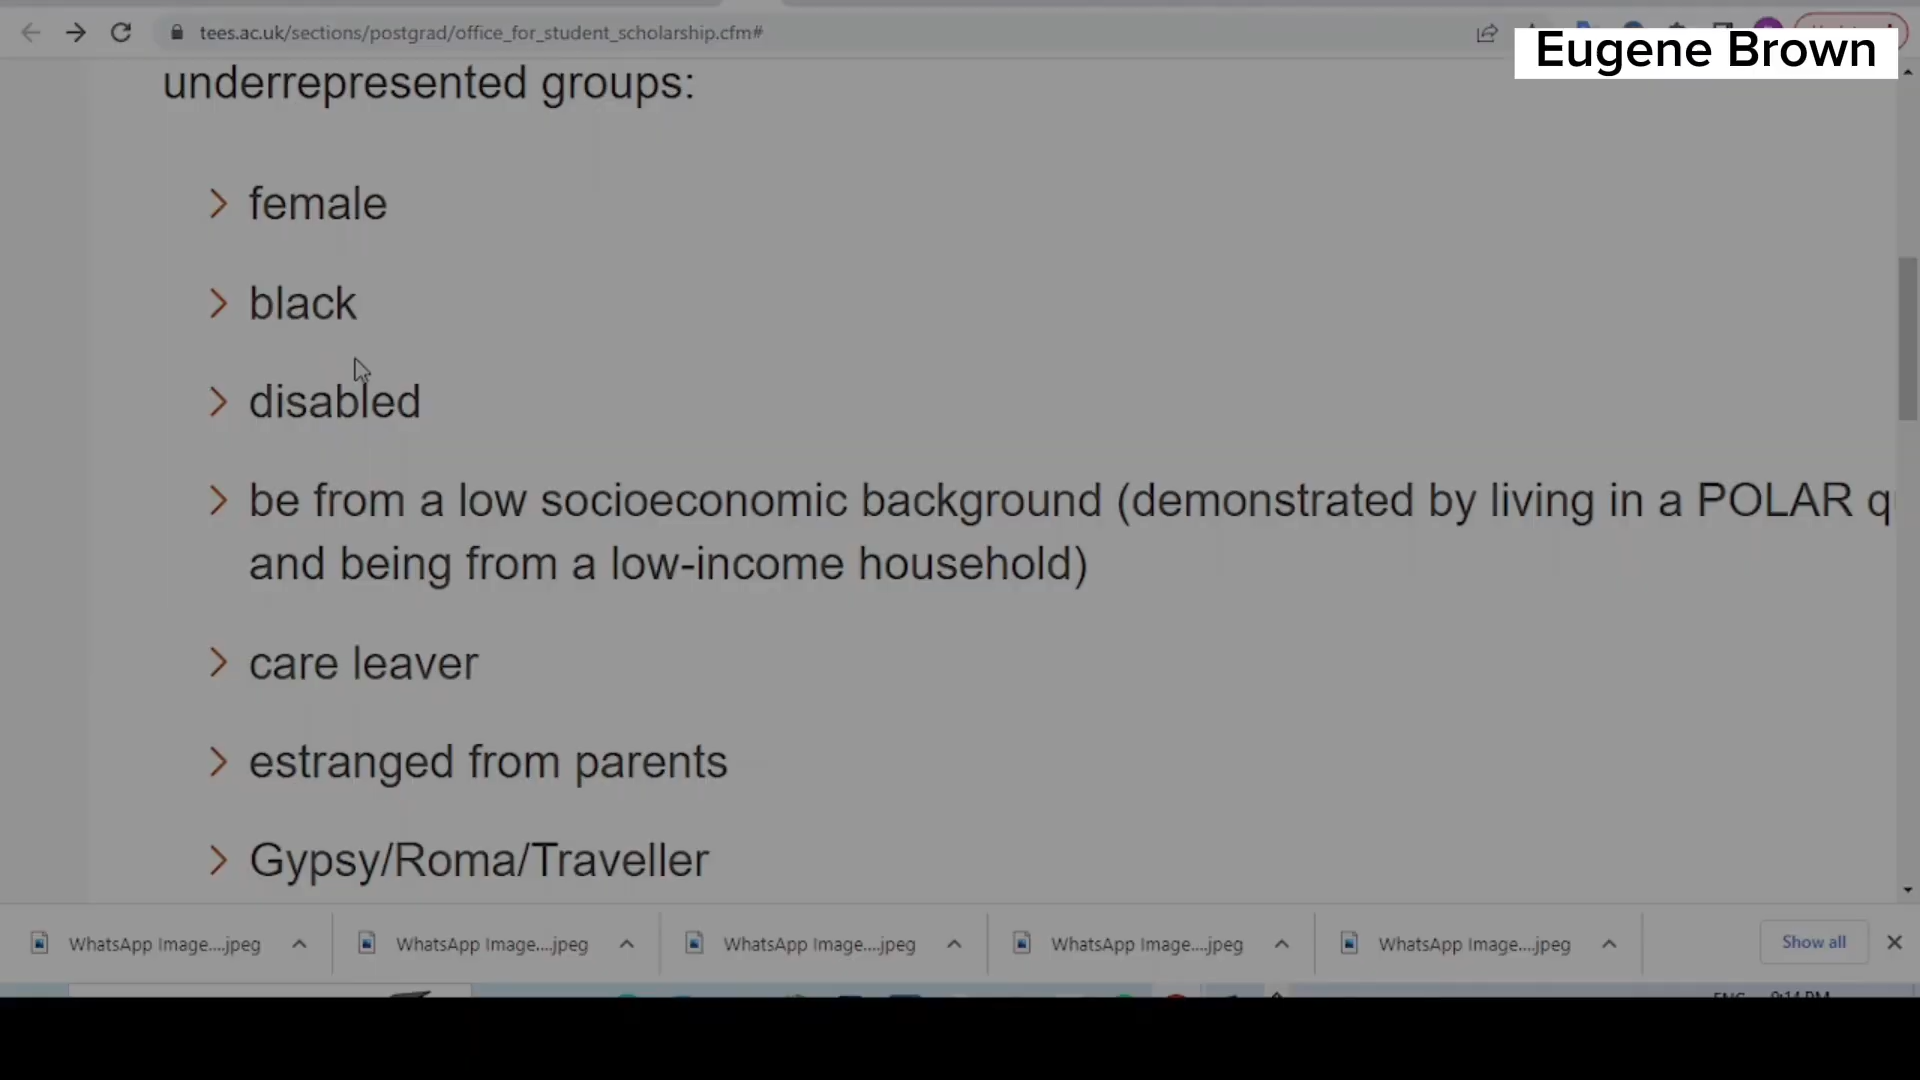 tees.ac.uk/sections/postgrad/office_for_student_scholarship.cfm#
Eugene Brown
underrepresented groups:
female
black
disabled
be from a low socioeconomic background (demonstrated by living in a POLAR q
and being from a low-income household)
care leaver
estranged from parents
Gypsy/Roma/Traveller
WhatsApp Image....jpeg
WhatsApp Image....jpeg
WhatsApp Image....jpeg
WhatsApp Image....jpeg
WhatsApp Image....jpeg
Show all